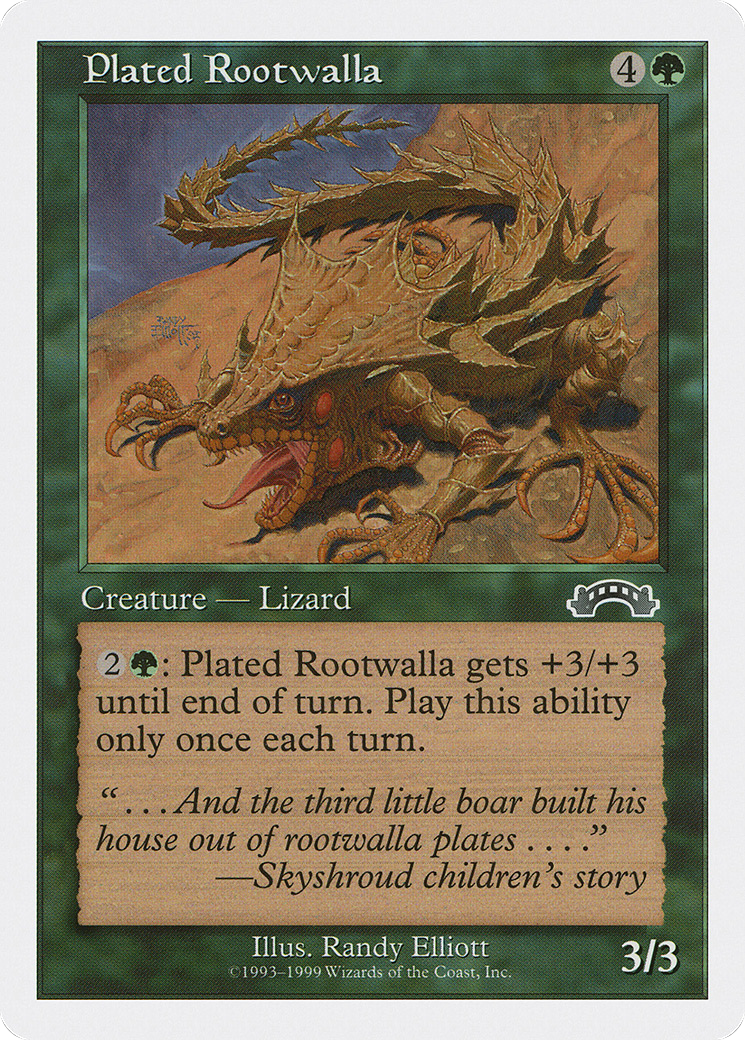 Plated Rootwalla 4
RANDY
ELLIOTT
Creature — Lizard
2: Plated Rootwalla gets +3/+3
until end of turn. Play this ability
only once each turn.
“ . . . And the third little boar built his
house out of rootwalla plates . . . .”
—Skyshroud children’s story
Illus. Randy Elliott
©1993–1999 Wizards of the Coast, Inc.
3/3